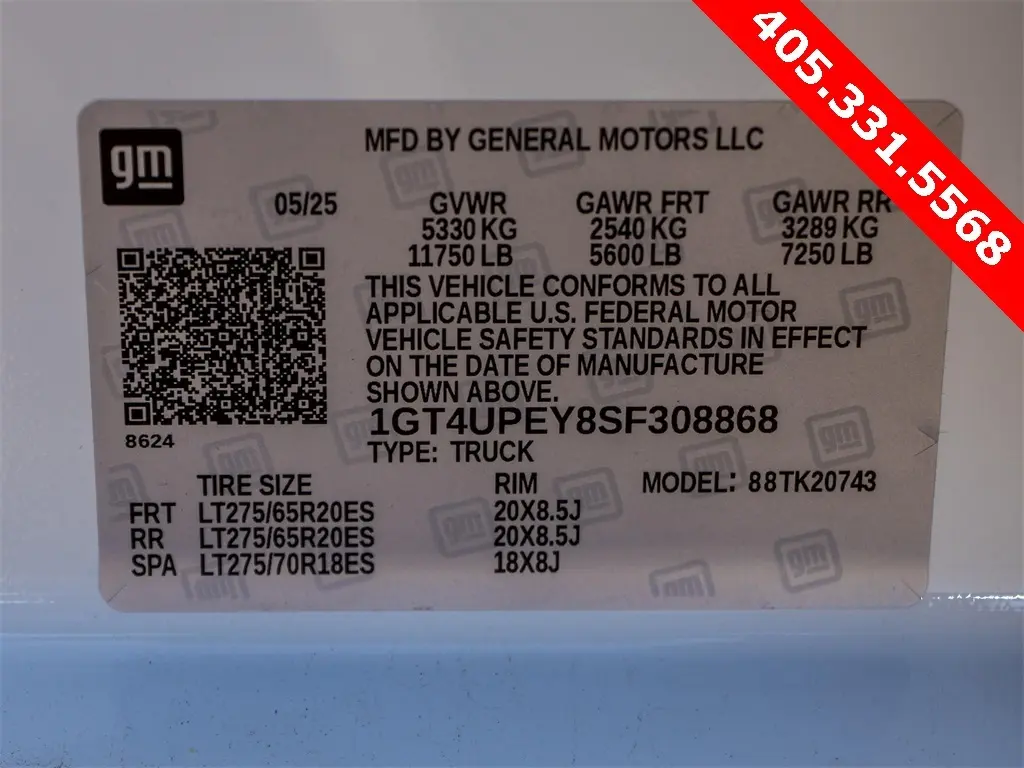 405.331.5568
gm
MFD BY GENERAL MOTORS LLC
05/25 GVWR GAWR FRT GAWR RR
5330 KG 2540 KG 3289 KG
11750 LB 5600 LB 7250 LB
THIS VEHICLE CONFORMS TO ALL
APPLICABLE U.S. FEDERAL MOTOR
VEHICLE SAFETY STANDARDS IN EFFECT
ON THE DATE OF MANUFACTURE
SHOWN ABOVE.
1GT4UPEY8SF308868
8624
TYPE: TRUCK
TIRE SIZE RIM MODEL: 88TK20743
FRT LT275/65R20ES 20X8.5J
RR LT275/65R20ES 20X8.5J
SPA LT275/70R18ES 18X8J